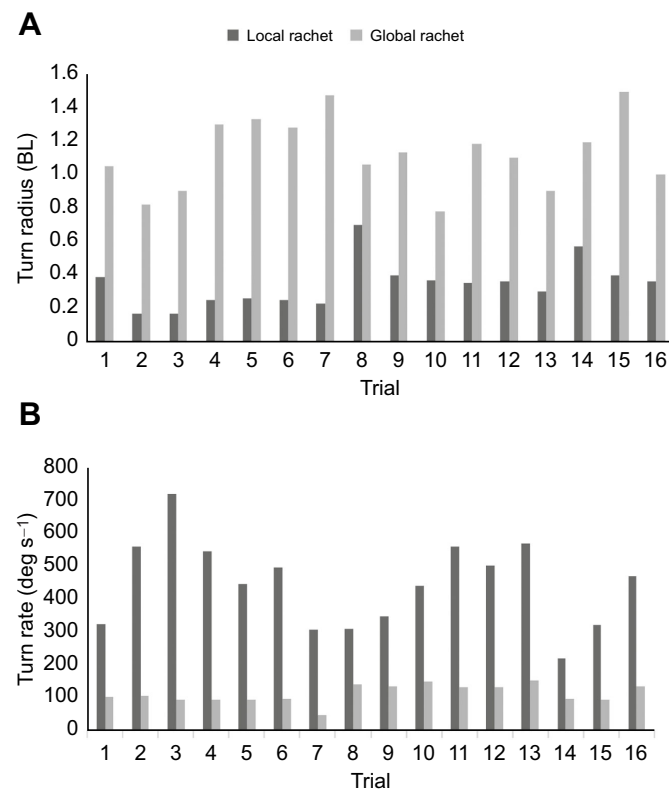 A
Local rachet Global rachet
1.6
1.4
1.2
1.0
0.8
0.6
0.4
0.2
0
Turn radius (BL)
1 2 3 4 5 6 7 8 9 10 11 12 13 14 15 16
Trial
B
800
700
600
500
400
300
200
100
0
Turn rate (deg s⁻¹)
1 2 3 4 5 6 7 8 9 10 11 12 13 14 15 16
Trial